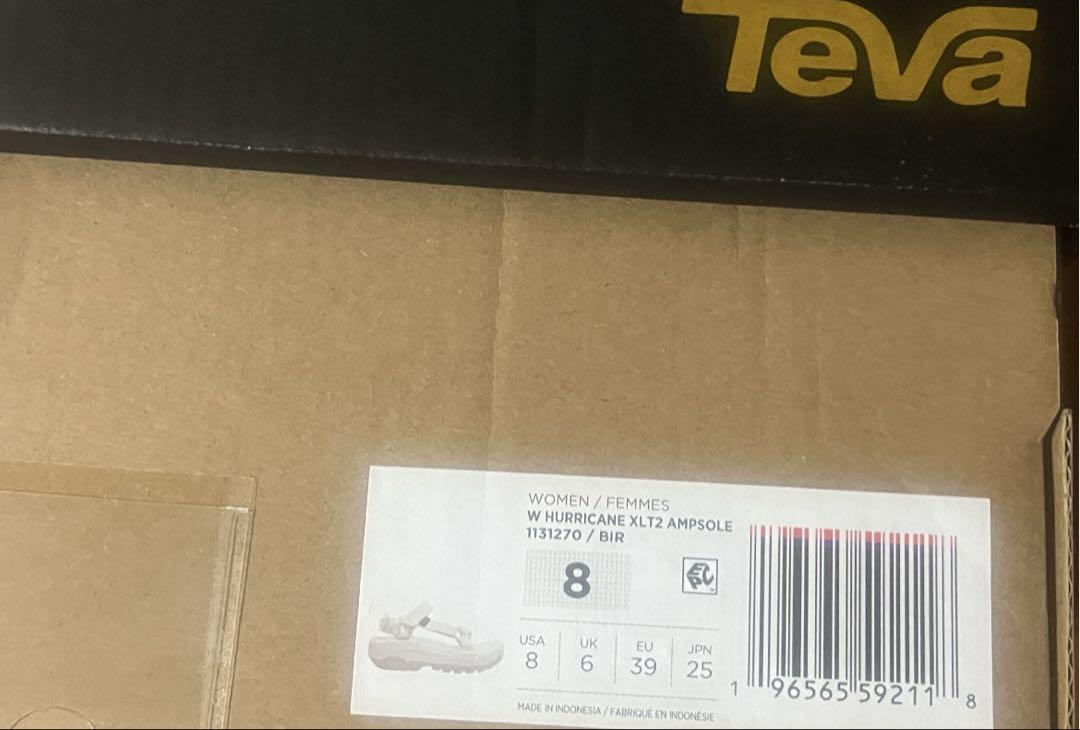 Teva
WOMEN / FEMMES
W HURRICANE XLT2 AMPSOLE
1131270 / BIR
8
USA UK EU JPN
8 6 39 25
MADE IN INDONESIA / FABRIQUÉ EN INDONÉSIE
1 96565 59211 8